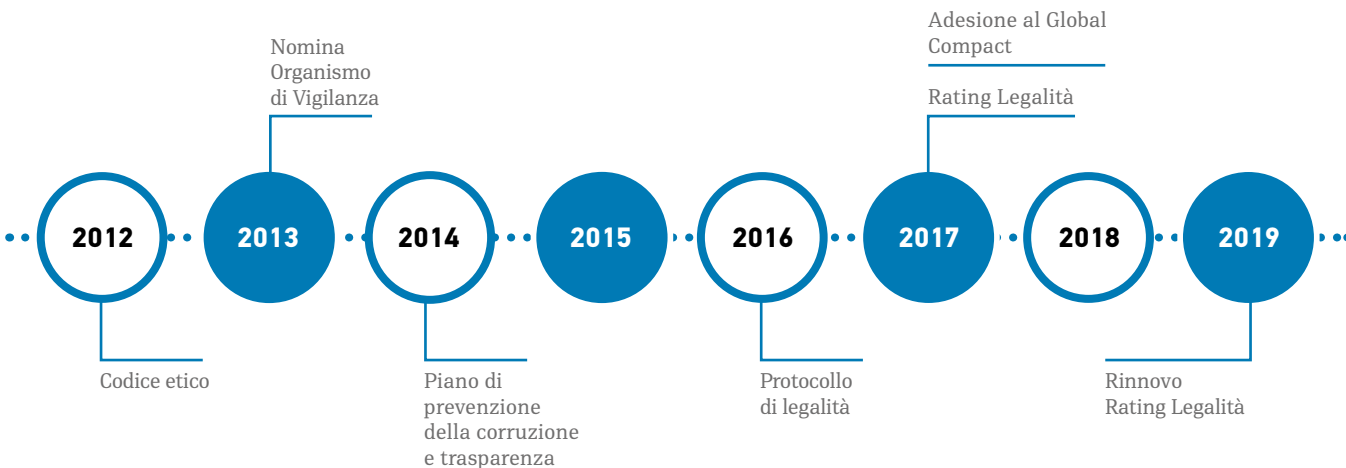 Adesione al Global
Compact
Nomina
Organismo
di Vigilanza
Rating Legalità
2012
2013
2014
2015
2016
2017
2018
2019
Codice etico
Piano di
prevenzione
della corruzione
e trasparenza
Protocollo
di legalità
Rinnovo
Rating Legalità